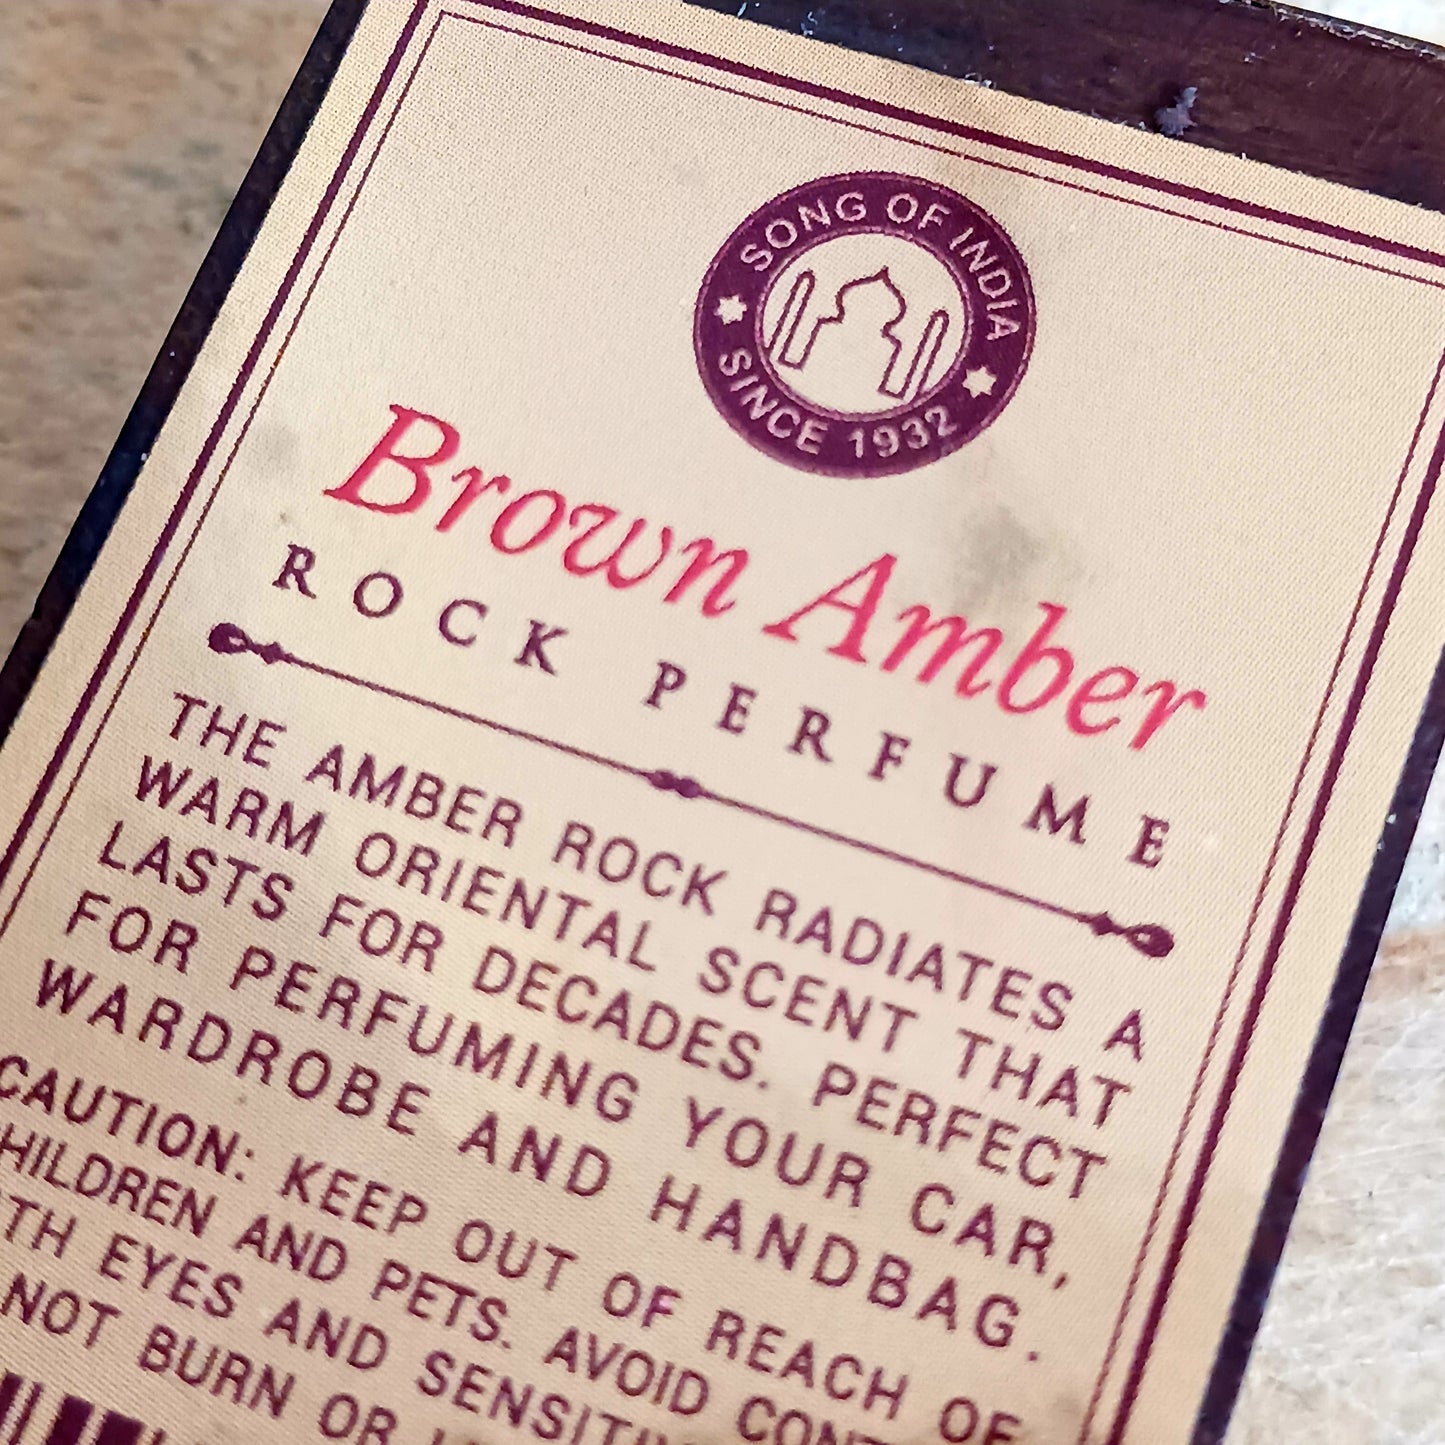 SONG OF INDIA
SINCE 1932
Brown Amber
ROCK PERFUME
THE AMBER ROCK RADIATES A
WARM ORIENTAL SCENT THAT
LASTS FOR DECADES. PERFECT
FOR PERFUMING YOUR CAR,
WARDROBE AND HANDBAG.
CAUTION: KEEP OUT OF REACH OF
CHILDREN AND PETS. AVOID
EYES AND
NOT BURN OR